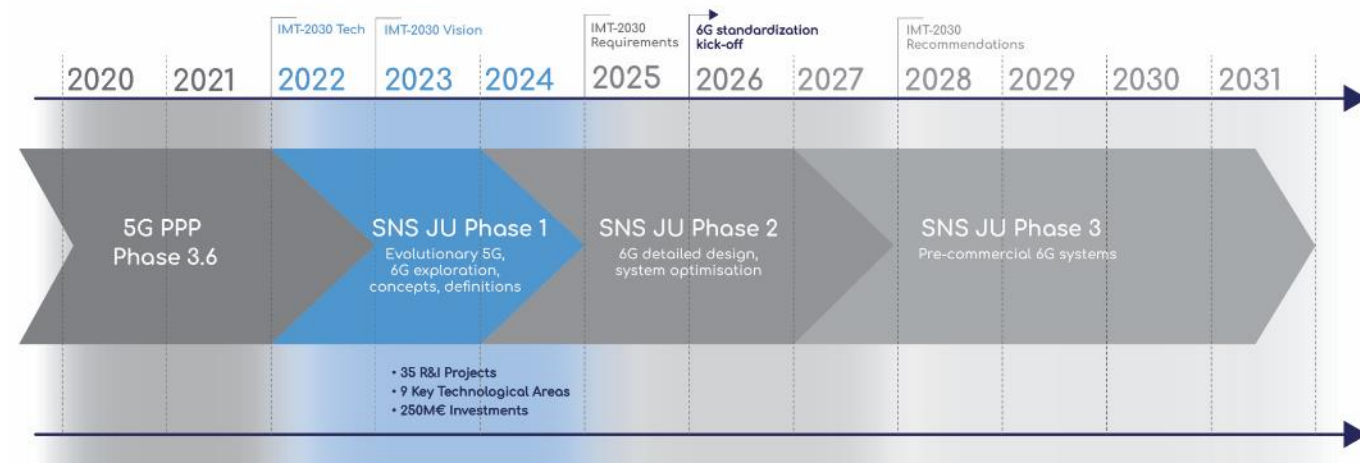 IMT-2030 Tech
IMT-2030 Vision
IMT-2030
Requirements
6G standardization
kick-off
IMT-2030
Recommendations
2020
2021
2022
2023
2024
2025
2026
2027
2028
2029
2030
2031
5G PPP
Phase 3.6
SNS JU Phase 1
Evolutionary 5G,
6G exploration,
concepts, definitions
SNS JU Phase 2
6G detailed design,
system optimisation
SNS JU Phase 3
Pre-commercial 6G systems
• 35 R&I Projects
• 9 Key Technological Areas
• 250M€ Investments